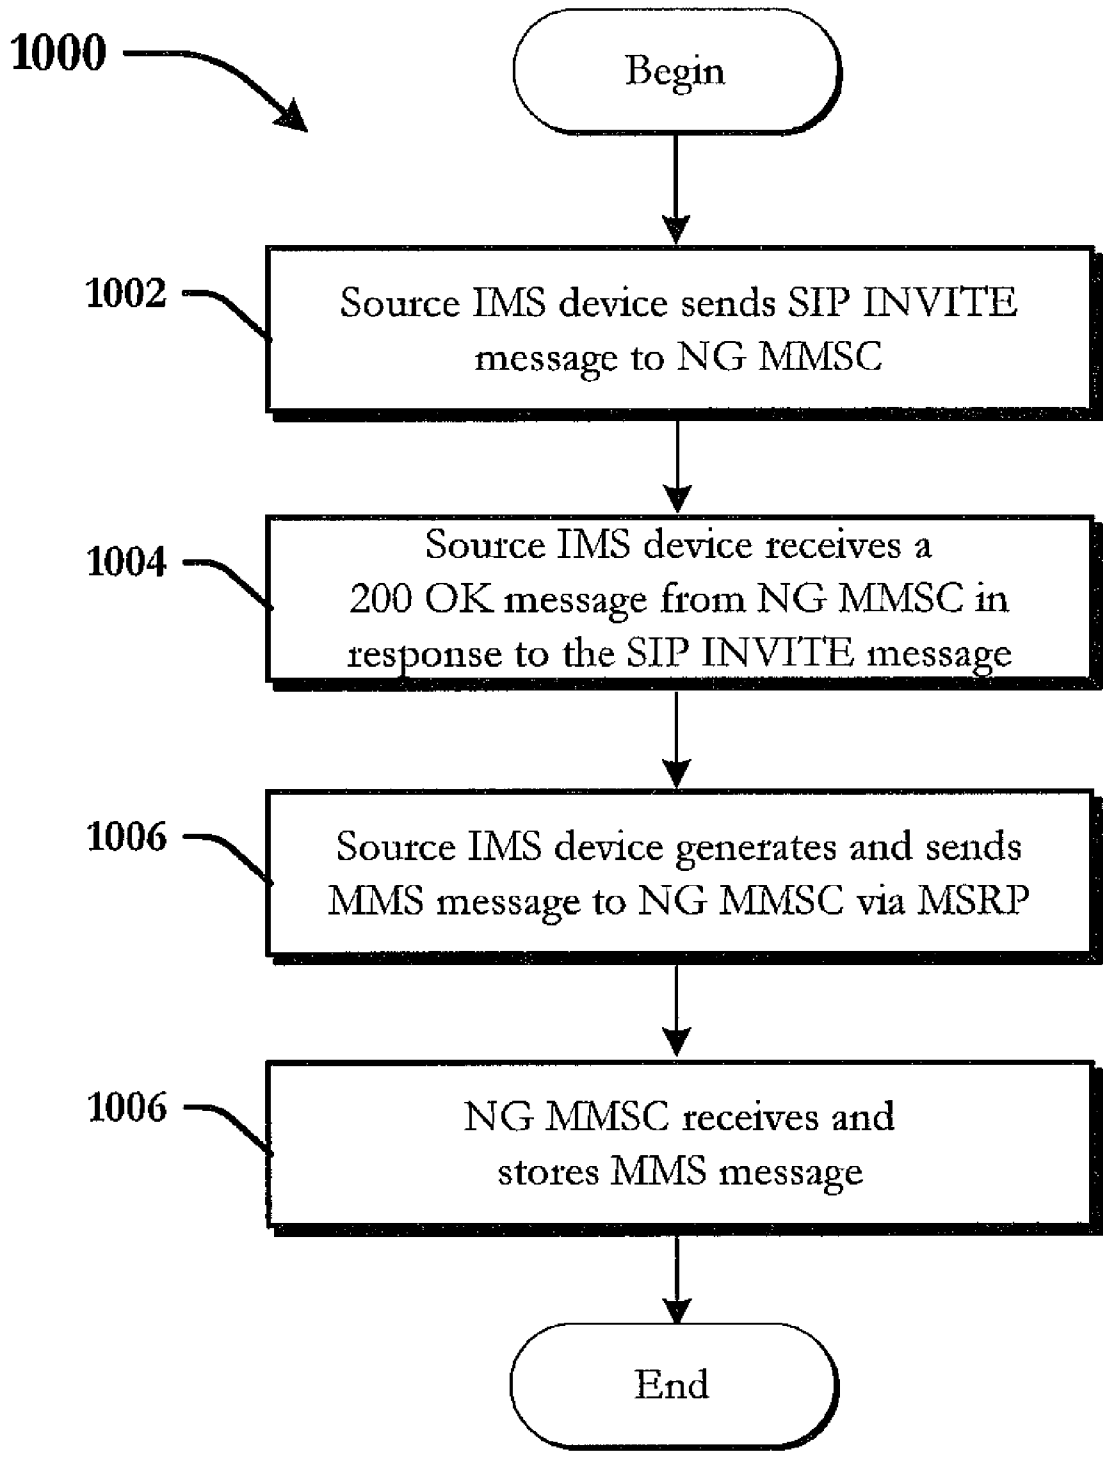 1000
Begin
1002
Source IMS device sends SIP INVITE
message to NG MMSC
1004
Source IMS device receives a
200 OK message from NG MMSC in
response to the SIP INVITE message
1006
Source IMS device generates and sends
MMS message to NG MMSC via MSRP
1006
NG MMSC receives and
stores MMS message
End